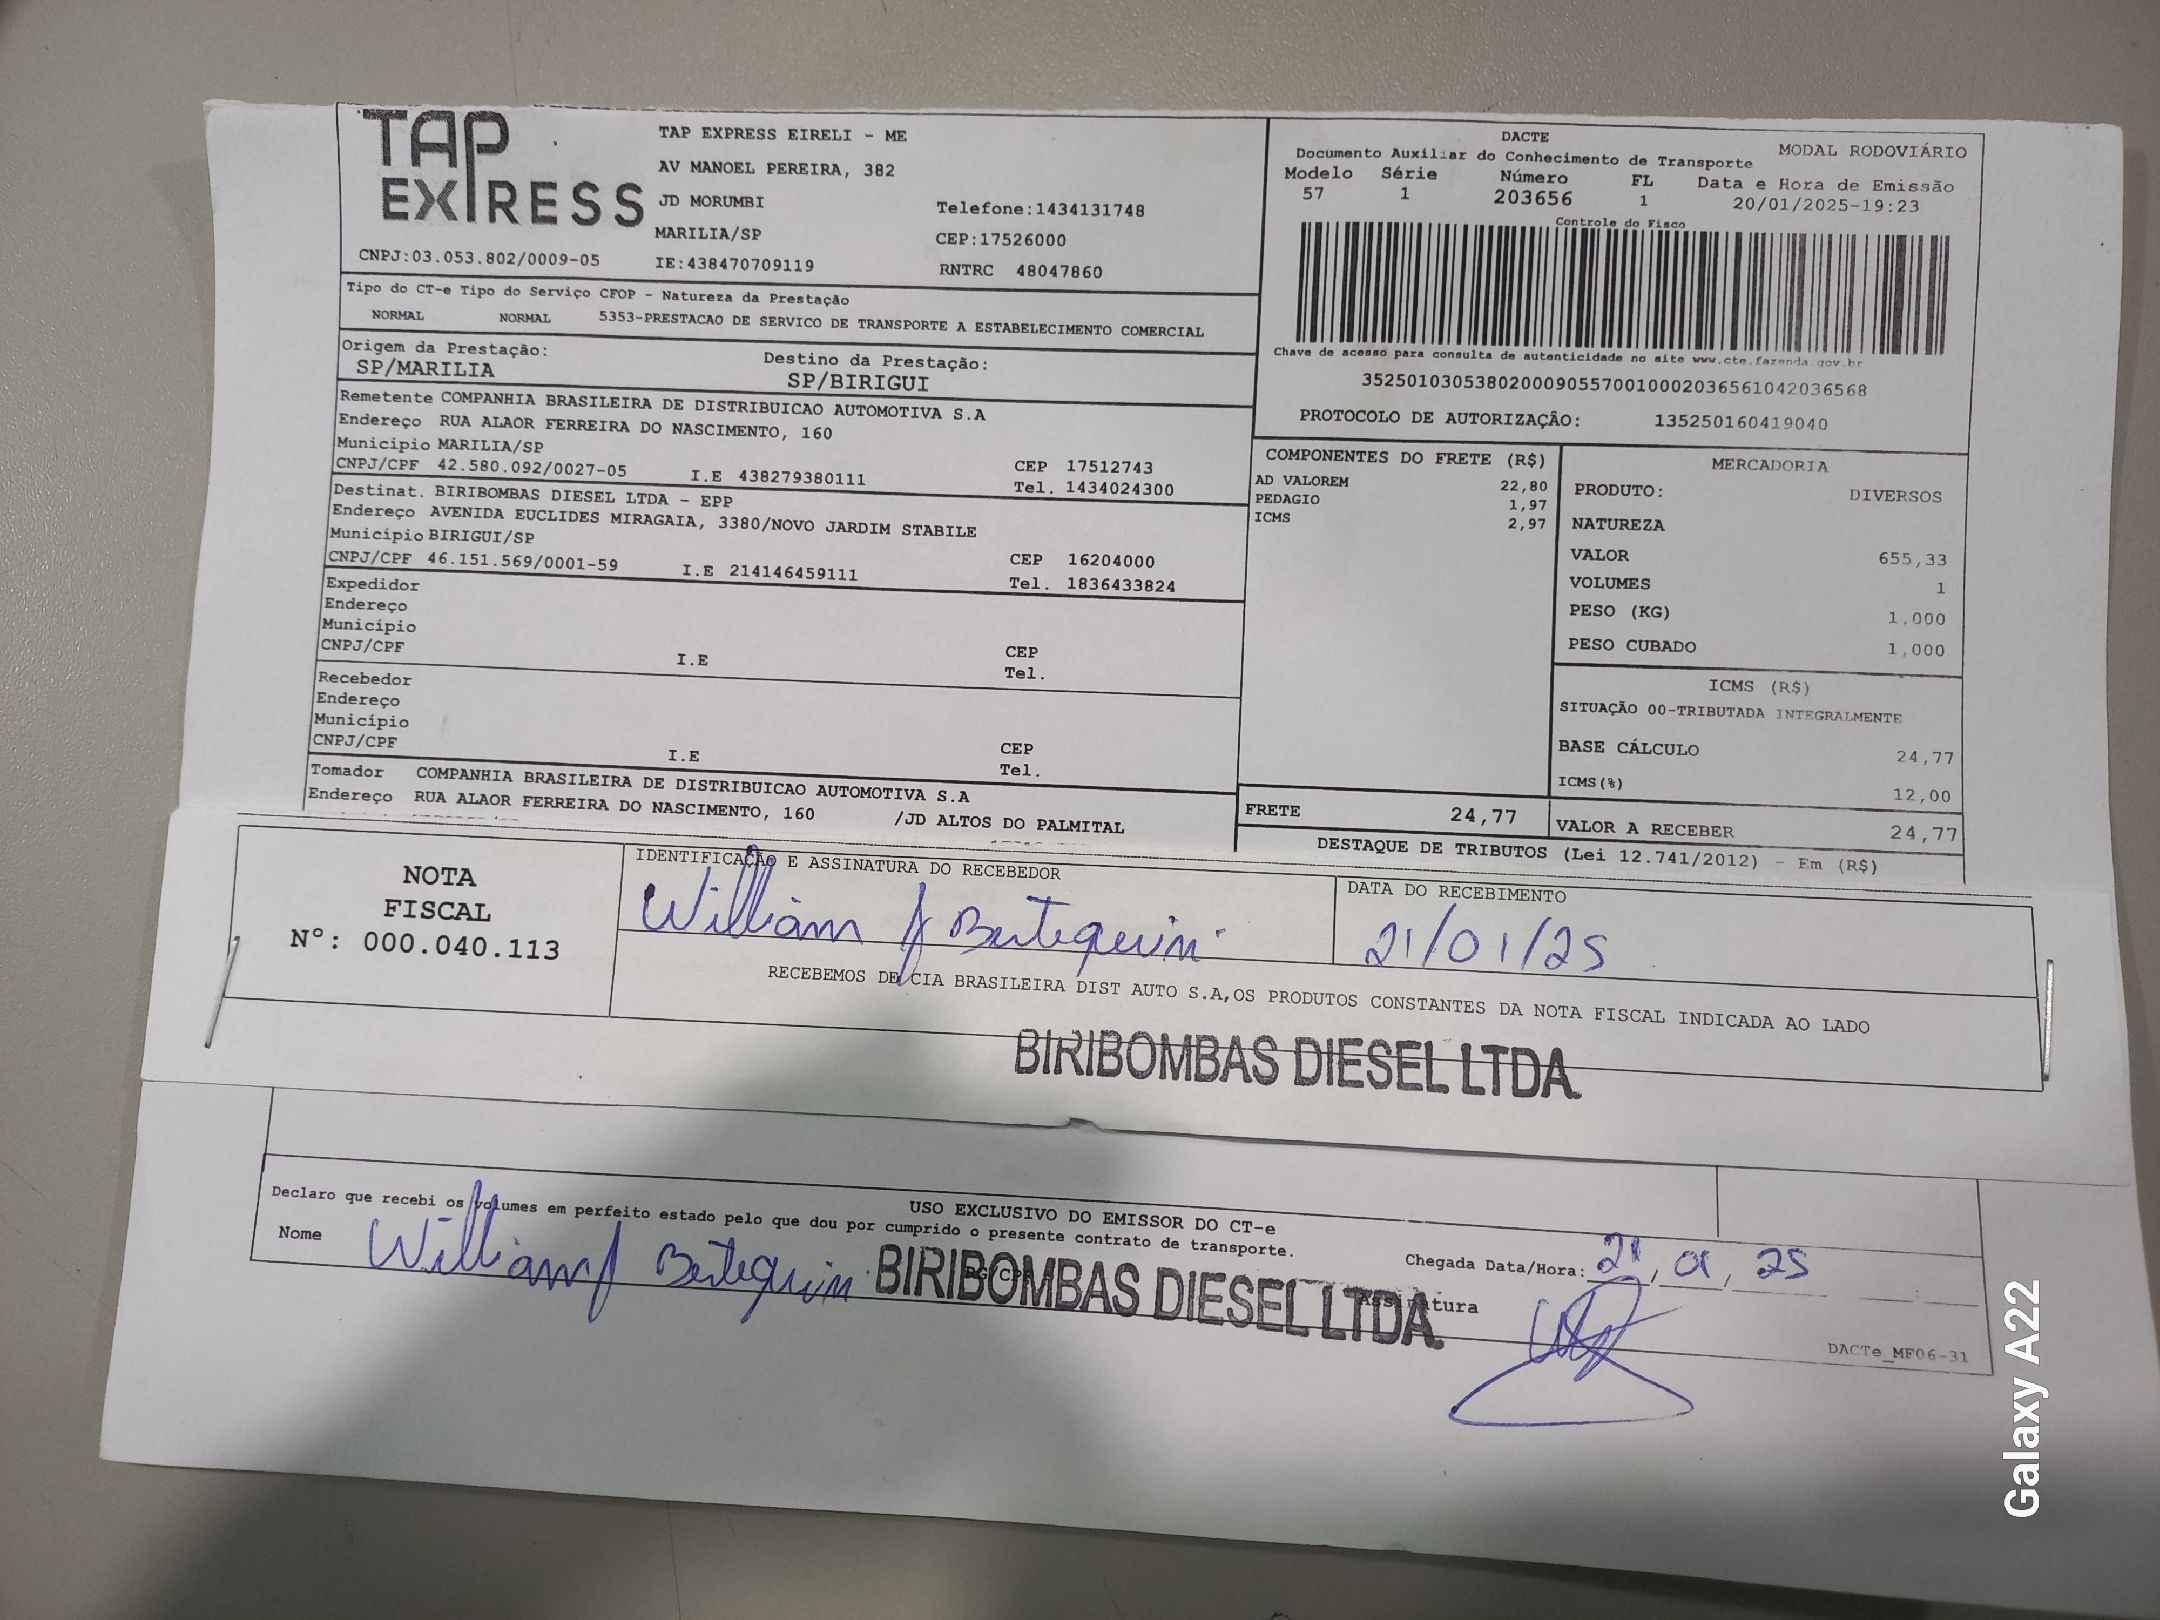 TAP EXPRESS
TAP EXPRESS EIRELI - ME
AV MANOEL PEREIRA, 382
JD MORUMBI
Telefone:1434131748
MARILIA/SP
CEP:17526000
CNPJ:03.053.802/0009-05
IE:438470709119
RNTRC 48047860
DACTE
MODAL RODOVIÁRIO
Documento Auxiliar do Conhecimento de Transporte
Modelo Série Número FL Data e Hora de Emissão
57 1 203656 1 20/01/2025-19:23
Controle do Fisco
Chave de acesso para consulta de autenticidade no site www.cte.fazenda.gov.br
35250103053802000905570010002036561042036568
PROTOCOLO DE AUTORIZAÇÃO: 135250160419040
Tipo do CT-e Tipo do Serviço CFOP - Natureza da Prestação
NORMAL NORMAL 5353-PRESTACAO DE SERVICO DE TRANSPORTE A ESTABELECIMENTO COMERCIAL
Origem da Prestação: Destino da Prestação:
SP/MARILIA SP/BIRIGUI
Remetente COMPANHIA BRASILEIRA DE DISTRIBUICAO AUTOMOTIVA S.A
Endereço RUA ALAOR FERREIRA DO NASCIMENTO, 160
Município MARILIA/SP CEP 17512743
CNPJ/CPF 42.580.092/0027-05 I.E 438279380111 Tel. 1434024300
Destinat. BIRIBOMBAS DIESEL LTDA - EPP
Endereço AVENIDA EUCLIDES MIRAGAIA, 3380/NOVO JARDIM STABILE
Município BIRIGUI/SP CEP 16204000
CNPJ/CPF 46.151.569/0001-59 I.E 214146459111 Tel. 1836433824
Expedidor
Endereço
Município CEP
CNPJ/CPF I.E Tel.
Recebedor
Endereço
Município CEP
CNPJ/CPF I.E Tel.
Tomador COMPANHIA BRASILEIRA DE DISTRIBUICAO AUTOMOTIVA S.A
Endereço RUA ALAOR FERREIRA DO NASCIMENTO, 160 /JD ALTOS DO PALMITAL
COMPONENTES DO FRETE (R$)
AD VALOREM 22,80
PEDAGIO 1,97
ICMS 2,97
MERCADORIA
PRODUTO: DIVERSOS
NATUREZA
VALOR 655,33
VOLUMES 1
PESO (KG) 1,000
PESO CUBADO 1,000
ICMS (R$)
SITUAÇÃO 00-TRIBUTADA INTEGRALMENTE
BASE CÁLCULO 24,77
ICMS(%) 12,00
FRETE 24,77 VALOR A RECEBER 24,77
DESTAQUE DE TRIBUTOS (Lei 12.741/2012) - Em (R$)
NOTA
FISCAL
Nº: 000.040.113
IDENTIFICAÇÃO E ASSINATURA DO RECEBEDOR
William J Bertequini
DATA DO RECEBIMENTO
21/01/25
RECEBEMOS DE CIA BRASILEIRA DIST AUTO S.A,OS PRODUTOS CONSTANTES DA NOTA FISCAL INDICADA AO LADO
BIRIBOMBAS DIESEL LTDA
USO EXCLUSIVO DO EMISSOR DO CT-e
Declaro que recebi os volumes em perfeito estado pelo que dou por cumprido o presente contrato de transporte.
Nome William J Bertequini RG/CPF
BIRIBOMBAS DIESEL LTDA
Chegada Data/Hora: 21, 01, 25
Assinatura
DACTe_MF06-31
Galaxy A22